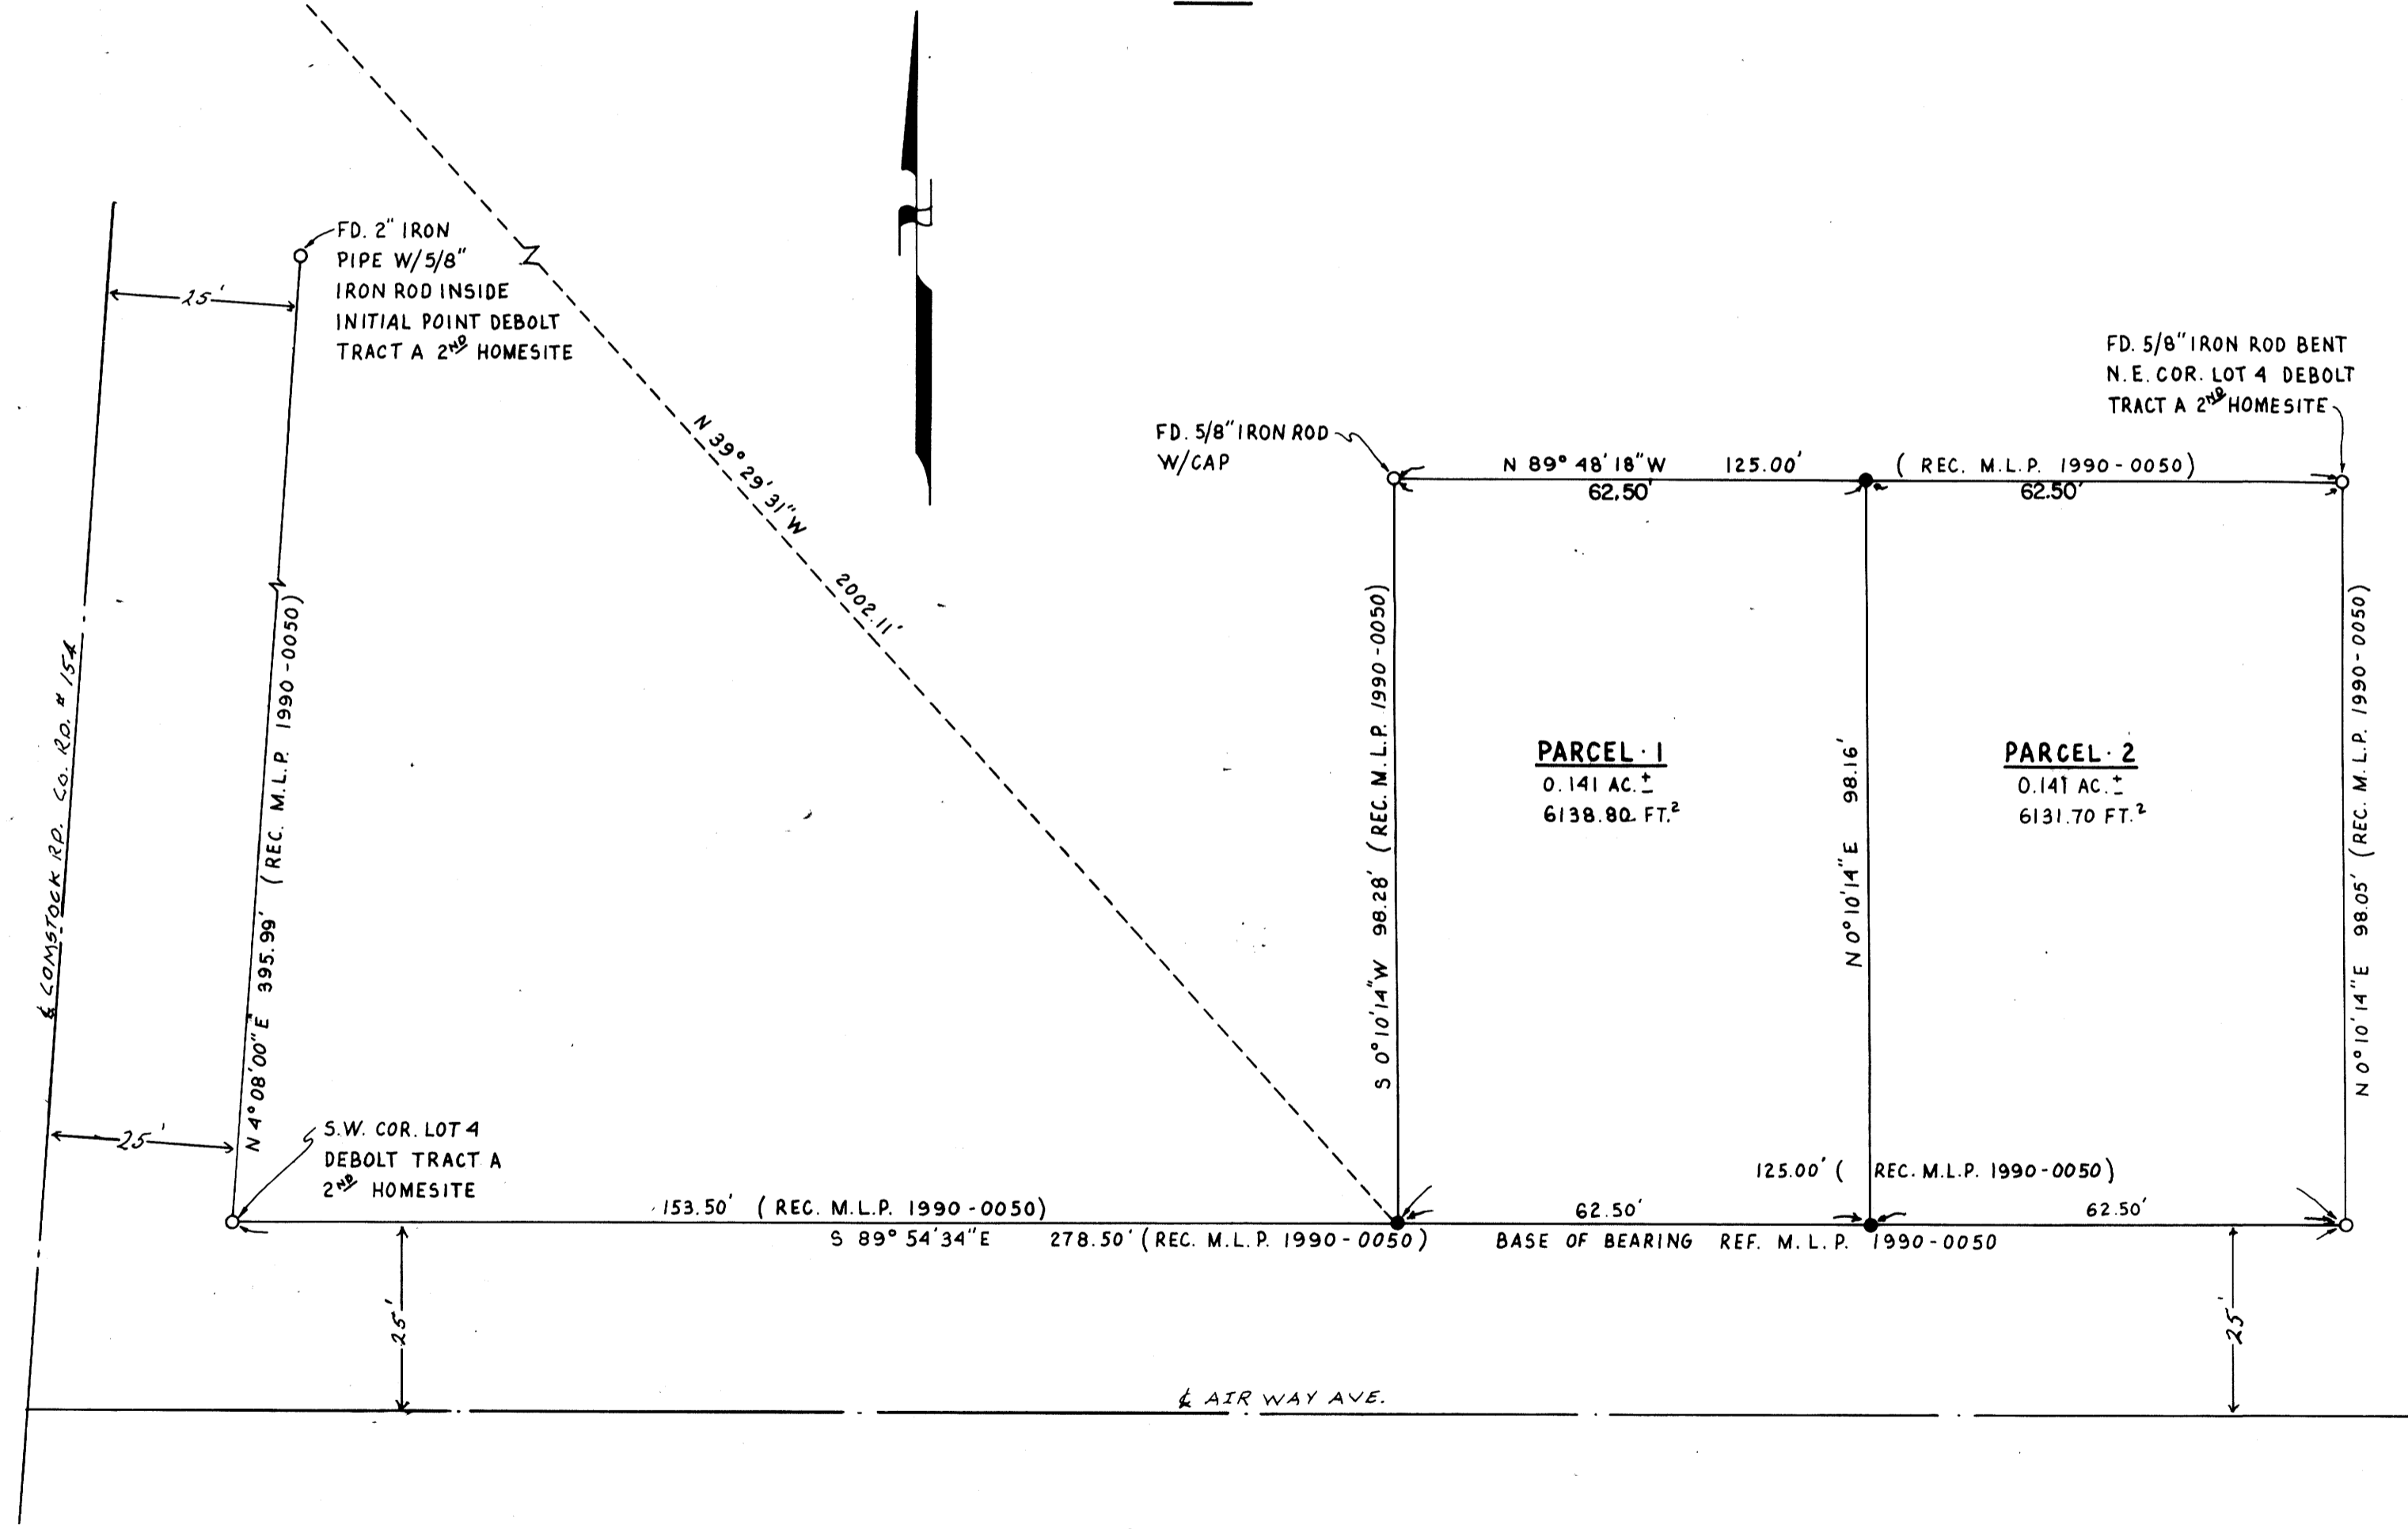 FD. 2" IRON
PIPE W/5/8"
IRON ROD INSIDE
INITIAL POINT DEBOLT
TRACT A 2ND HOMESITE
25'
N 39° 29' 31" W 2002.11'
FD. 5/8" IRON ROD
W/CAP
FD. 5/8" IRON ROD BENT
N.E. COR. LOT 4 DEBOLT
TRACT A 2ND HOMESITE
N 89° 48' 18" W 125.00' ( REC. M.L.P. 1990-0050)
62.50'
62.50'
℄ COMSTOCK RD. CO. RD. # 154
N 4° 08' 00" E 395.99' (REC. M.L.P. 1990-0050)
S 0° 10' 14" W 98.28' (REC. M.L.P. 1990-0050)
PARCEL · 1
0.141 AC. ±
6138.80 FT.²
N 0° 10' 14" E 98.16'
PARCEL · 2
0.141 AC. ±
6131.70 FT.²
N 0° 10' 14" E 98.05' (REC. M.L.P. 1990-0050)
25'
S.W. COR. LOT 4
DEBOLT TRACT A
2ND HOMESITE
125.00' ( REC. M.L.P. 1990-0050)
153.50' ( REC. M.L.P. 1990-0050)
62.50'
62.50'
S 89° 54' 34" E 278.50' (REC. M.L.P. 1990-0050)
BASE OF BEARING REF. M. L. P. 1990-0050
25'
25'
℄ AIR WAY AVE.